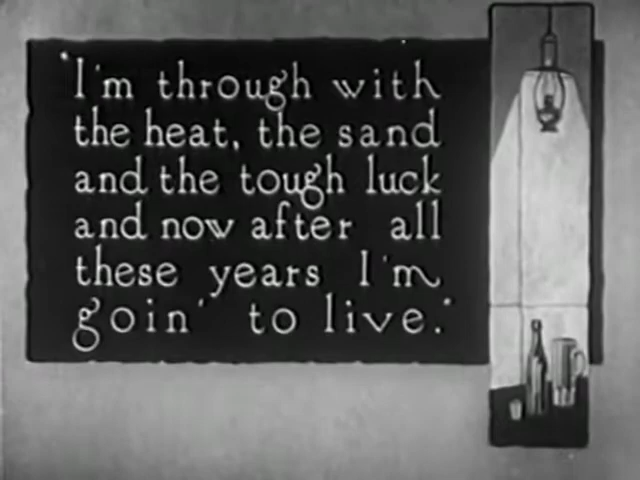 "I'm through with
the heat, the sand
and the tough luck
and now after all
these years I'm
goin' to live."